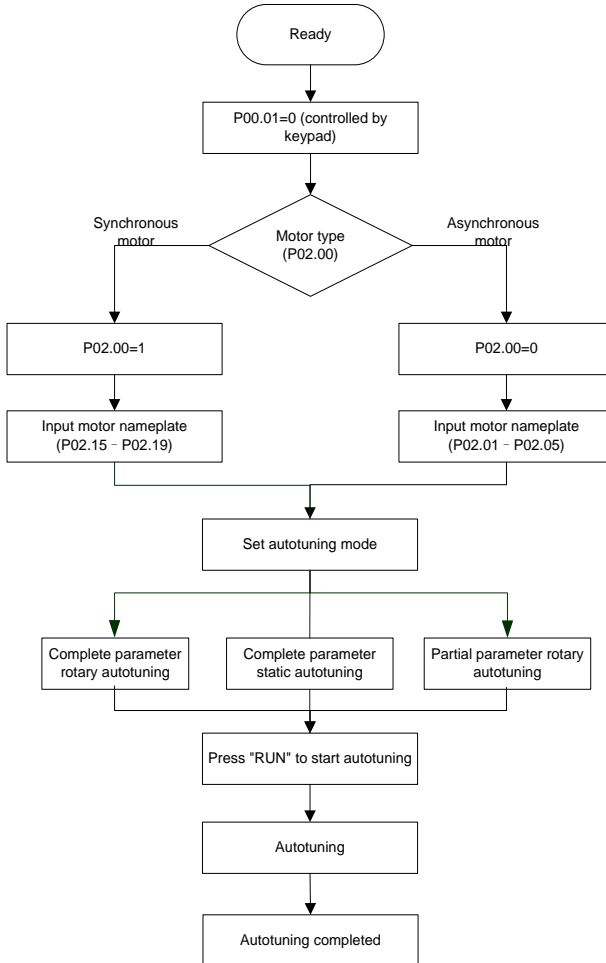 Ready
P00.01=0 (controlled by
keypad)
Synchronous
motor
Motor type
(P02.00)
Asynchronous
motor
P02.00=1
P02.00=0
Input motor nameplate
(P02.15－P02.19)
Input motor nameplate
(P02.01－P02.05)
Set autotuning mode
Complete parameter
rotary autotuning
Complete parameter
static autotuning
Partial parameter rotary
autotuning
Press "RUN" to start autotuning
Autotuning
Autotuning completed